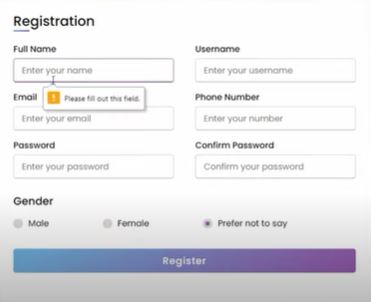 Registration
Full Name
Username
Enter your name
Enter your username
Email
! Please fill out this field.
Phone Number
Enter your email
Enter your number
Password
Confirm Password
Enter your password
Confirm your password
Gender
Male
Female
Prefer not to say
Register